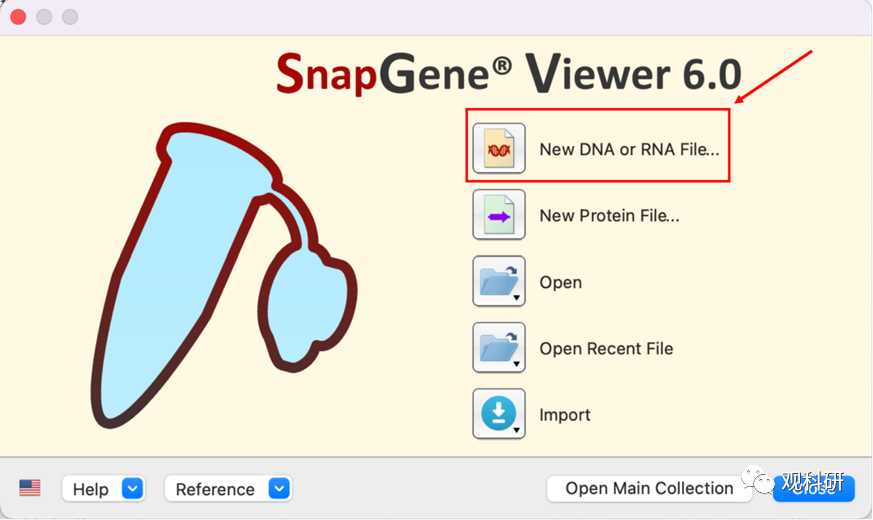 SnapGene® Viewer 6.0
New DNA or RNA File...
New Protein File...
Open
Open Recent File
Import
Help
Reference
Open Main Collection
Close
观科研